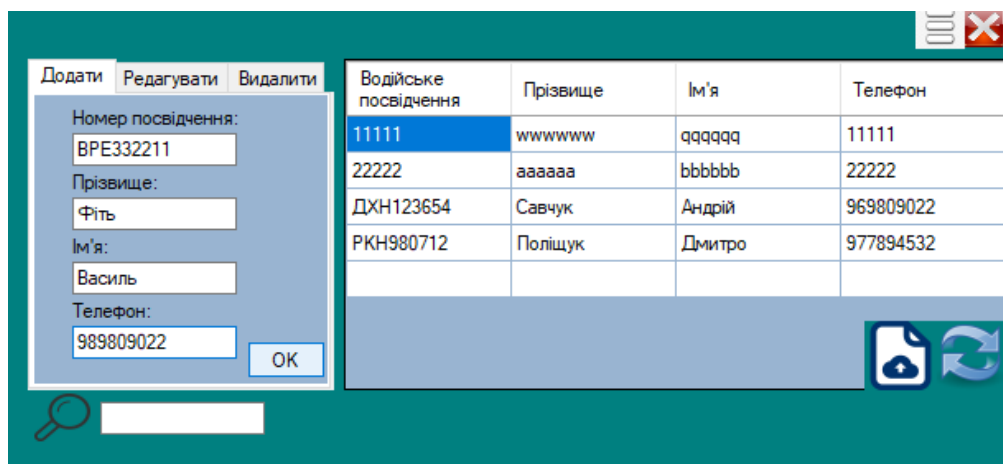 Додати Редагувати Видалити
Номер посвідчення:
ВРЕ332211
Прізвище:
Фіть
Ім'я:
Василь
Телефон:
989809022
OK
Водійське посвідчення Прізвище Ім'я Телефон
11111 wwwwww qqqqqq 11111
22222 aaaaaa bbbbbb 22222
ДХН123654 Савчук Андрій 969809022
РКН980712 Поліщук Дмитро 977894532